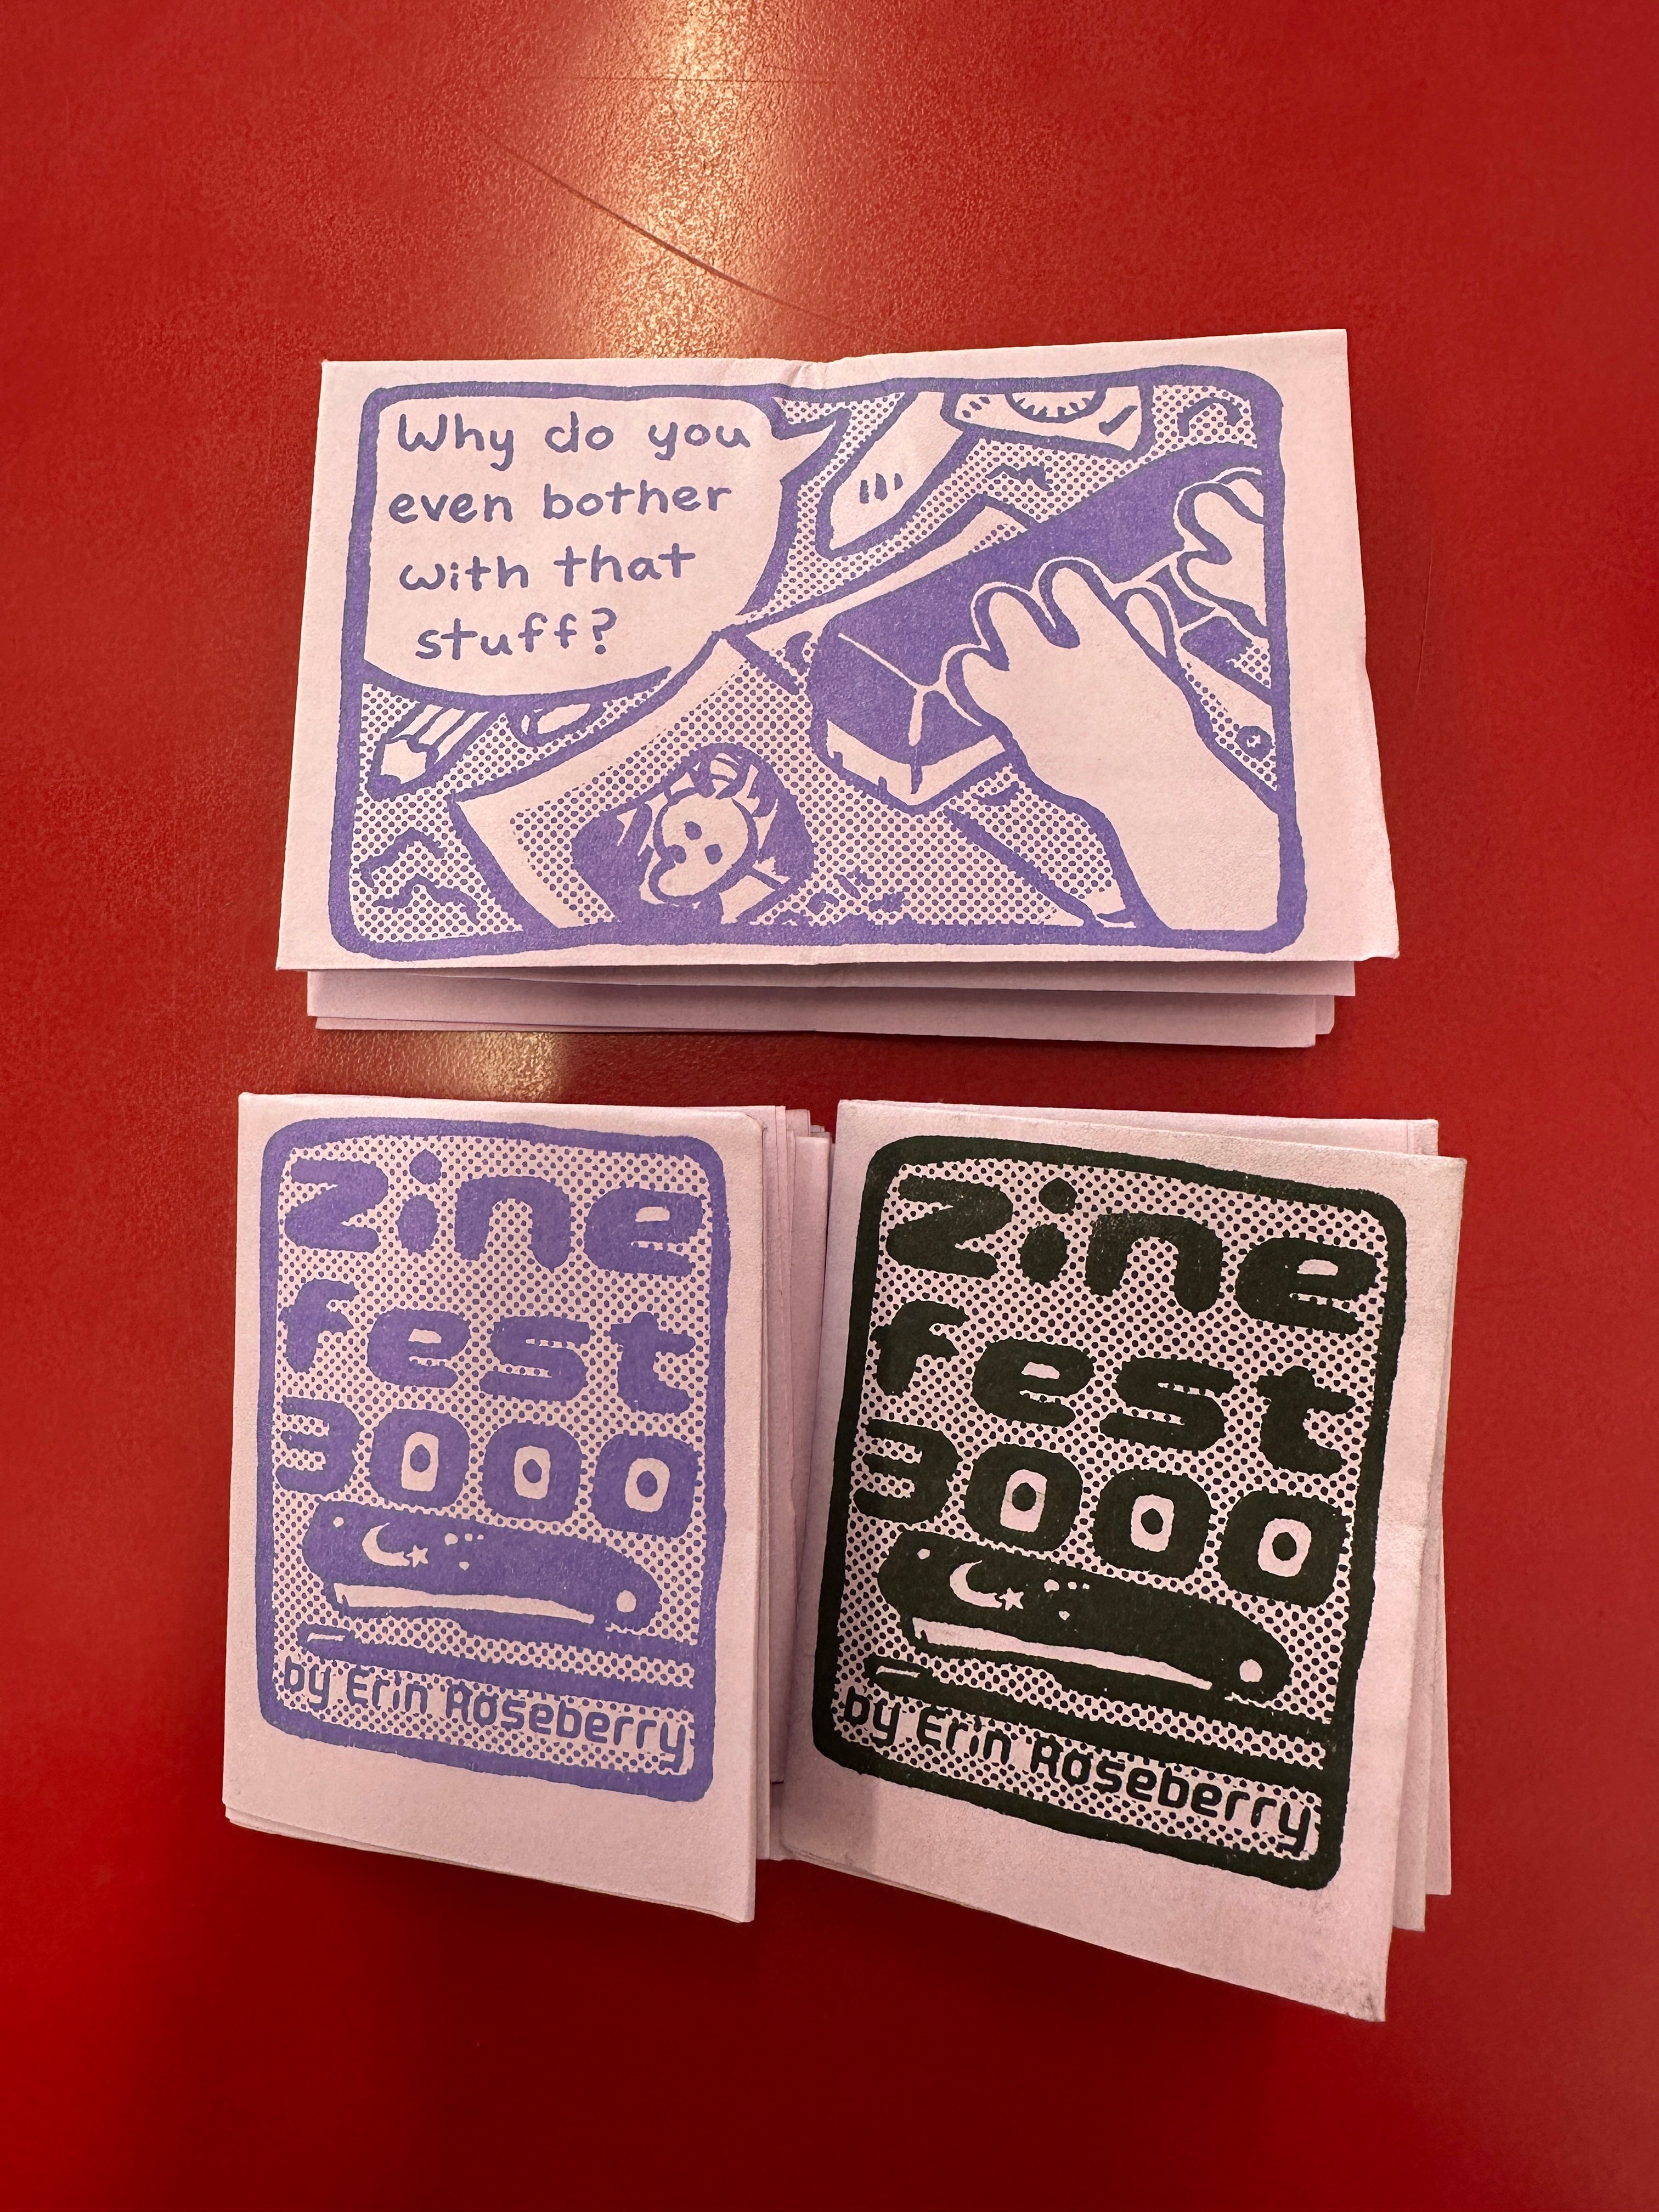 Why do you
even bother
with that
stuff?
zine
fest
3000
by Erin Roseberry
zine
fest
3000
by Erin Roseberry